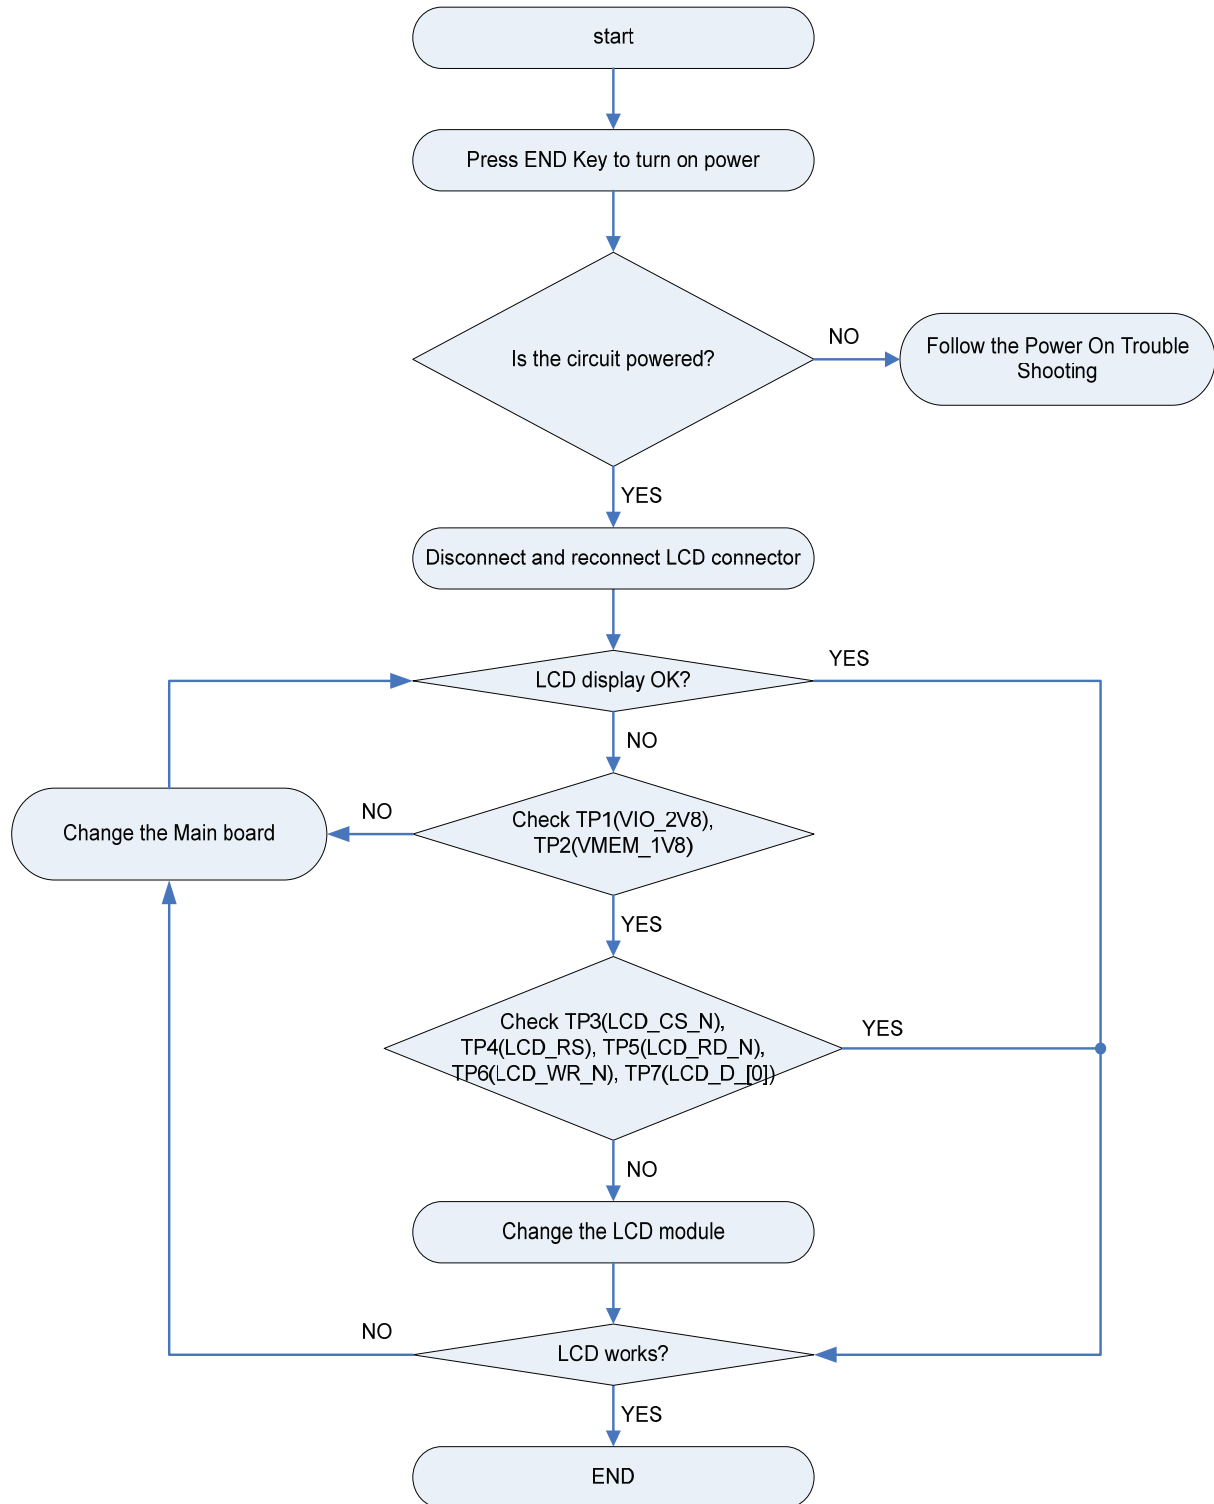 start
Press END Key to turn on power
Is the circuit powered?
NO
Follow the Power On Trouble
Shooting
YES
Disconnect and reconnect LCD connector
LCD display OK?
YES
NO
Change the Main board
NO
Check TP1(VIO_2V8),
TP2(VMEM_1V8)
YES
Check TP3(LCD_CS_N),
TP4(LCD_RS), TP5(LCD_RD_N),
TP6(LCD_WR_N), TP7(LCD_D_[0])
YES
NO
Change the LCD module
NO
LCD works?
YES
END